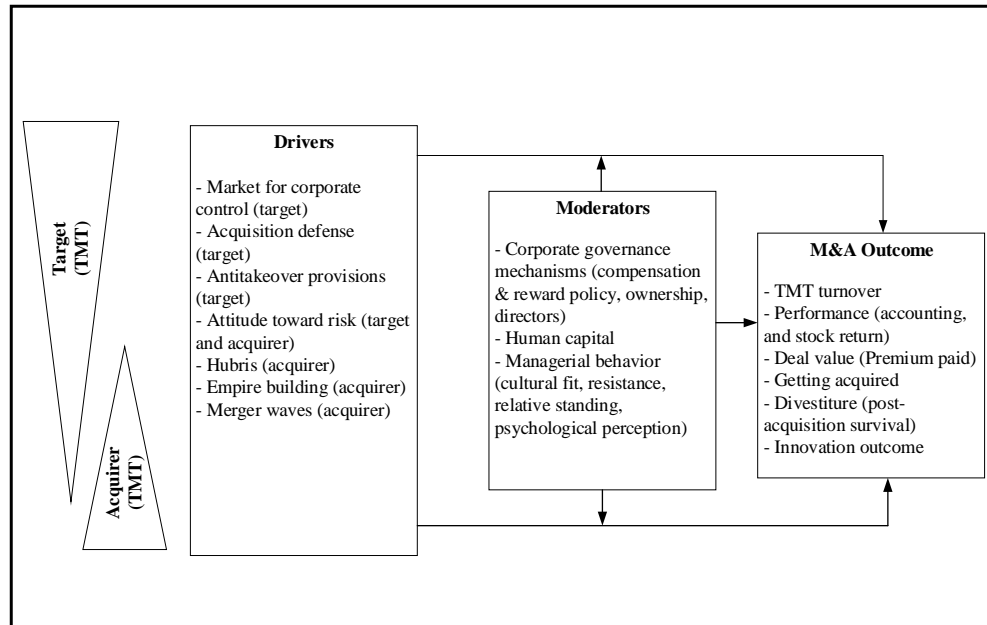 Target
(TMT)
Acquirer
(TMT)
Drivers
- Market for corporate
control (target)
- Acquisition defense
(target)
- Antitakeover provisions
(target)
- Attitude toward risk (target
and acquirer)
- Hubris (acquirer)
- Empire building (acquirer)
- Merger waves (acquirer)
Moderators
- Corporate governance
mechanisms (compensation
& reward policy, ownership,
directors)
- Human capital
- Managerial behavior
(cultural fit, resistance,
relative standing,
psychological perception)
M&A Outcome
- TMT turnover
- Performance (accounting,
and stock return)
- Deal value (Premium paid)
- Getting acquired
- Divestiture (post-
acquisition survival)
- Innovation outcome